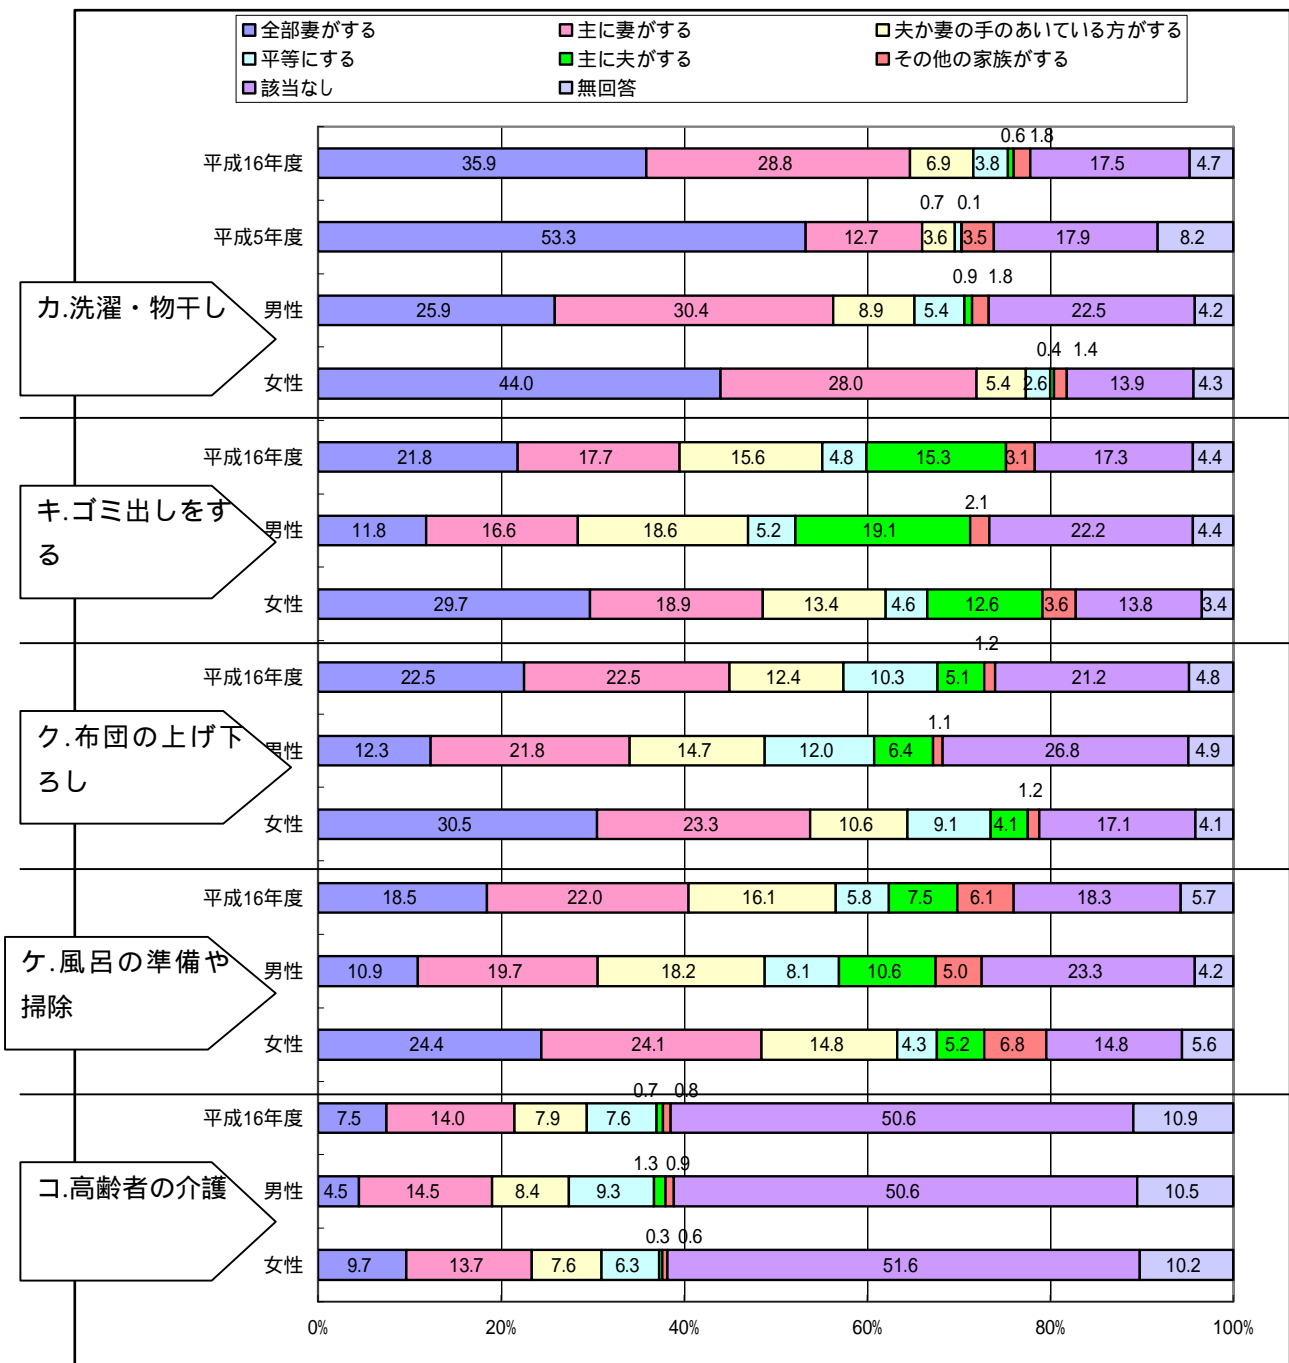 全部妻がする 主に妻がする 夫か妻の手のあいている方がする
平等にする 主に夫がする その他の家族がする
該当なし 無回答
0.6 1.8
平成16年度 35.9 28.8 6.9 3.8 17.5 4.7
0.7 0.1
平成5年度 53.3 12.7 3.6 3.5 17.9 8.2
0.9 1.8
カ.洗濯・物干し
男性 25.9 30.4 8.9 5.4 22.5 4.2
0.4 1.4
女性 44.0 28.0 5.4 2.6 13.9 4.3
平成16年度 21.8 17.7 15.6 4.8 15.3 3.1 17.3 4.4
キ.ゴミ出しをす
る
2.1
男性 11.8 16.6 18.6 5.2 19.1 22.2 4.4
女性 29.7 18.9 13.4 4.6 12.6 3.6 13.8 3.4
1.2
平成16年度 22.5 22.5 12.4 10.3 5.1 21.2 4.8
ク.布団の上げ下
ろし
1.1
男性 12.3 21.8 14.7 12.0 6.4 26.8 4.9
1.2
女性 30.5 23.3 10.6 9.1 4.1 17.1 4.1
平成16年度 18.5 22.0 16.1 5.8 7.5 6.1 18.3 5.7
ケ.風呂の準備や
掃除
男性 10.9 19.7 18.2 8.1 10.6 5.0 23.3 4.2
女性 24.4 24.1 14.8 4.3 5.2 6.8 14.8 5.6
0.7 0.8
平成16年度 7.5 14.0 7.9 7.6 50.6 10.9
1.3 0.9
コ.高齢者の介護
男性 4.5 14.5 8.4 9.3 50.6 10.5
0.3 0.6
女性 9.7 13.7 7.6 6.3 51.6 10.2
0% 20% 40% 60% 80% 100%